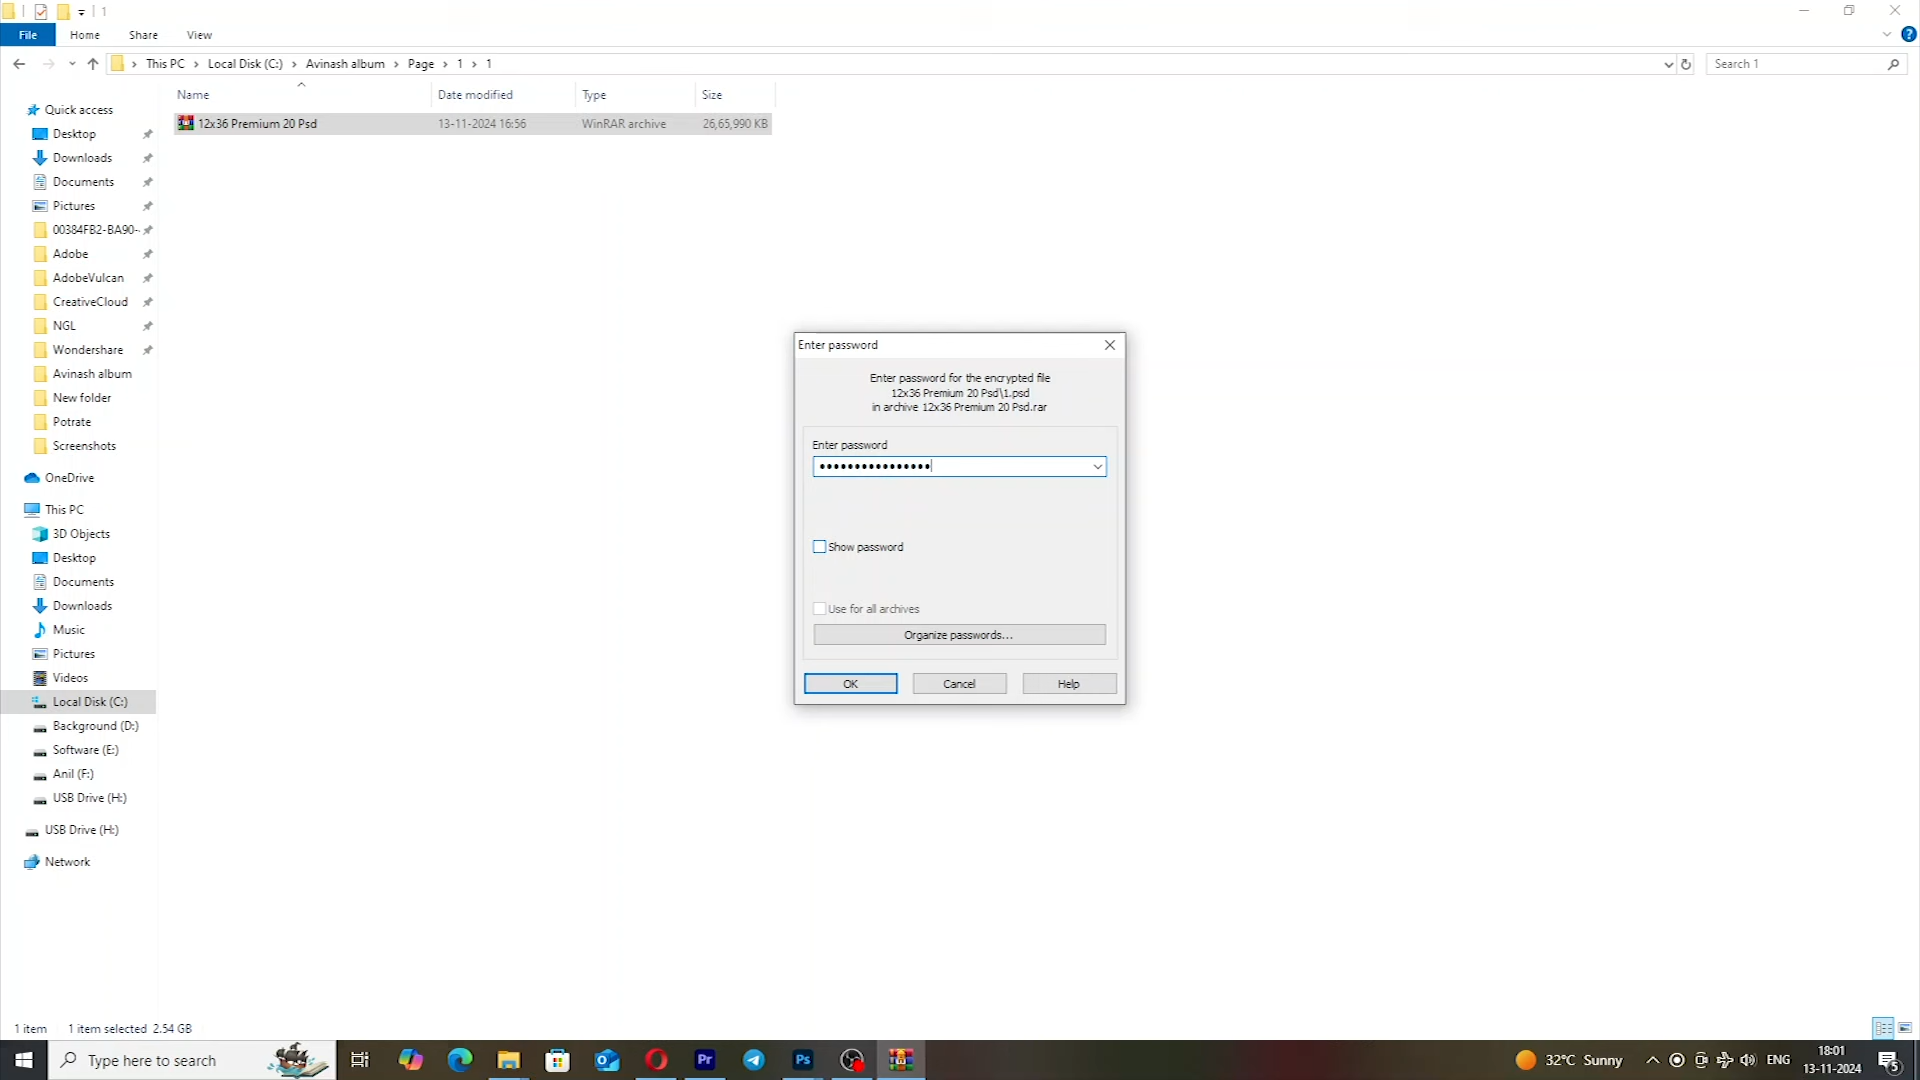 1
File
Home
Share
View
This PC
Local Disk (C:)
Avinash album
Page
1
1
Search 1
Name
Date modified
Type
Size
12x36 Premium 20 Psd
13-11-2024 16:56
WinRAR archive
26,65,990 KB
Quick access
Desktop
Downloads
Documents
Pictures
00384FB2-BA90-
Adobe
AdobeVulcan
CreativeCloud
NGL
Wondershare
Avinash album
New folder
Potrate
Screenshots
OneDrive
This PC
3D Objects
Desktop
Documents
Downloads
Music
Pictures
Videos
Local Disk (C:)
Background (D:)
Software (E:)
Anil (F:)
USB Drive (H:)
USB Drive (H:)
Network
Enter password
Enter password for the encrypted file
12x36 Premium 20 Psd\1.psd
in archive 12x36 Premium 20 Psd.rar
Enter password
Show password
Use for all archives
Organize passwords...
OK
Cancel
Help
1 item
1 item selected 2.54 GB
Type here to search
Pr
Ps
32°C Sunny
ENG
18:01
13-11-2024
5